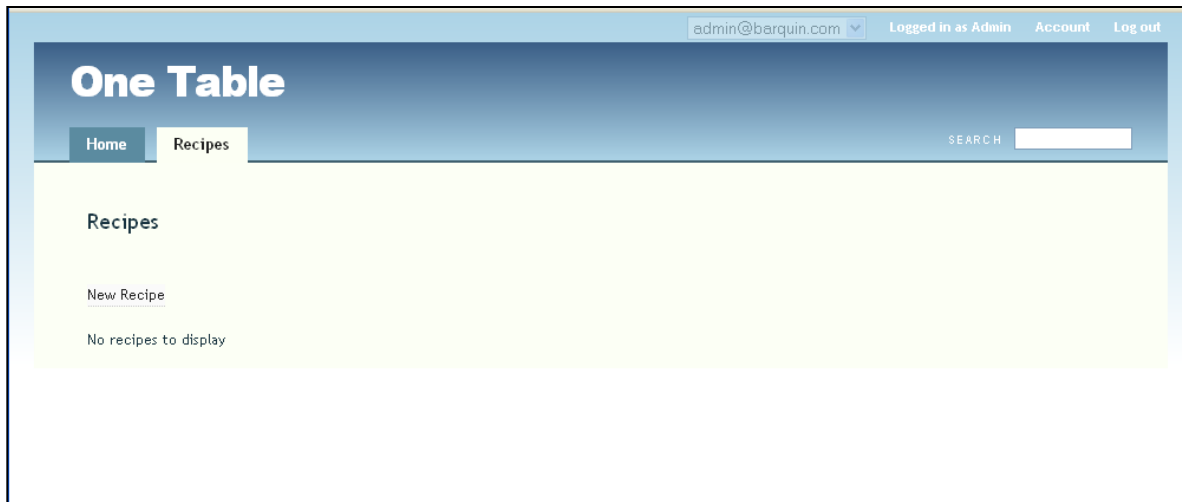 admin@barquin.com Logged in as Admin Account Log out
One Table
Home Recipes SEARCH
Recipes
New Recipe
No recipes to display